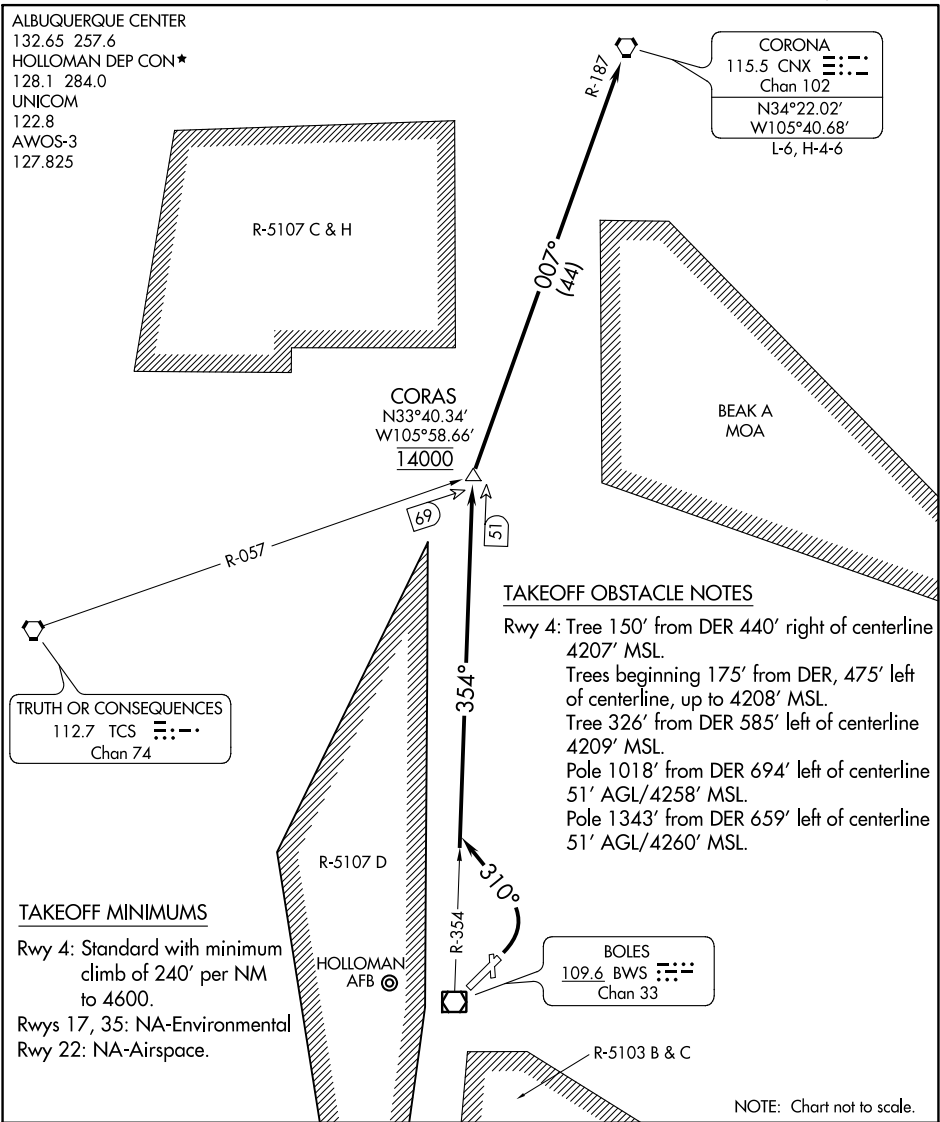 ALBUQUERQUE CENTER
132.65 257.6
HOLLOMAN DEP CON★
128.1 284.0
UNICOM
122.8
AWOS-3
127.825
CORONA
115.5 CNX
Chan 102
N34°22.02'
W105°40.68'
L-6, H-4-6
R-187
R-5107 C & H
007°
(44)
BEAK A
MOA
CORAS
N33°40.34'
W105°58.66'
14000
69
51
R-057
TRUTH OR CONSEQUENCES
112.7 TCS
Chan 74
354°
TAKEOFF OBSTACLE NOTES
Rwy 4: Tree 150' from DER 440' right of centerline
4207' MSL.
Trees beginning 175' from DER, 475' left
of centerline, up to 4208' MSL.
Tree 326' from DER 585' left of centerline
4209' MSL.
Pole 1018' from DER 694' left of centerline
51' AGL/4258' MSL.
Pole 1343' from DER 659' left of centerline
51' AGL/4260' MSL.
R-5107 D
310°
R-354
TAKEOFF MINIMUMS
Rwy 4: Standard with minimum
climb of 240' per NM
to 4600.
Rwys 17, 35: NA-Environmental
Rwy 22: NA-Airspace.
HOLLOMAN
AFB
BOLES
109.6 BWS
Chan 33
R-5103 B & C
NOTE: Chart not to scale.